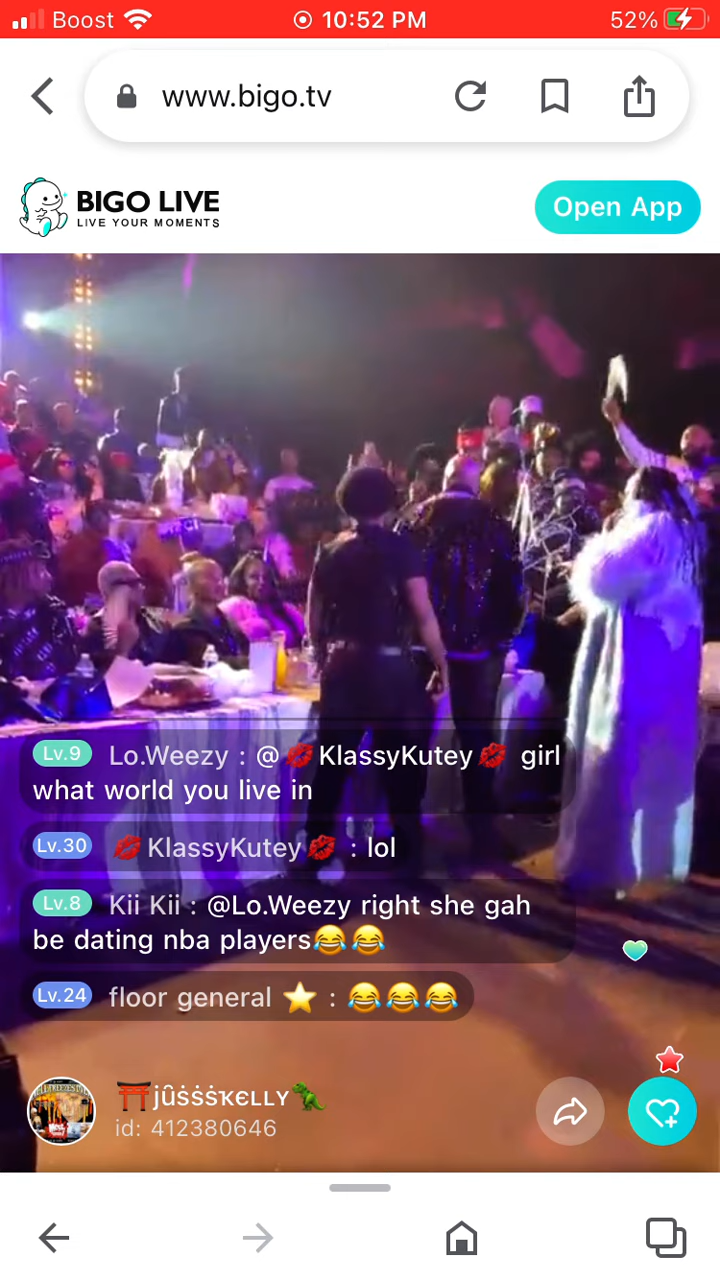 Boost 10:52 PM 52%
www.bigo.tv
BIGO LIVE
LIVE YOUR MOMENTS
Open App
Lv.9 Lo.Weezy : @💋KlassyKutey💋 girl
what world you live in
Lv.30 💋KlassyKutey💋 : lol
Lv.8 Kii Kii : @Lo.Weezy right she gah
be dating nba players😂😂
Lv.24 floor general ⭐ : 😂😂😂
⛩️jȗṡṡṡҡєʟʟʏ🦖
id: 412380646